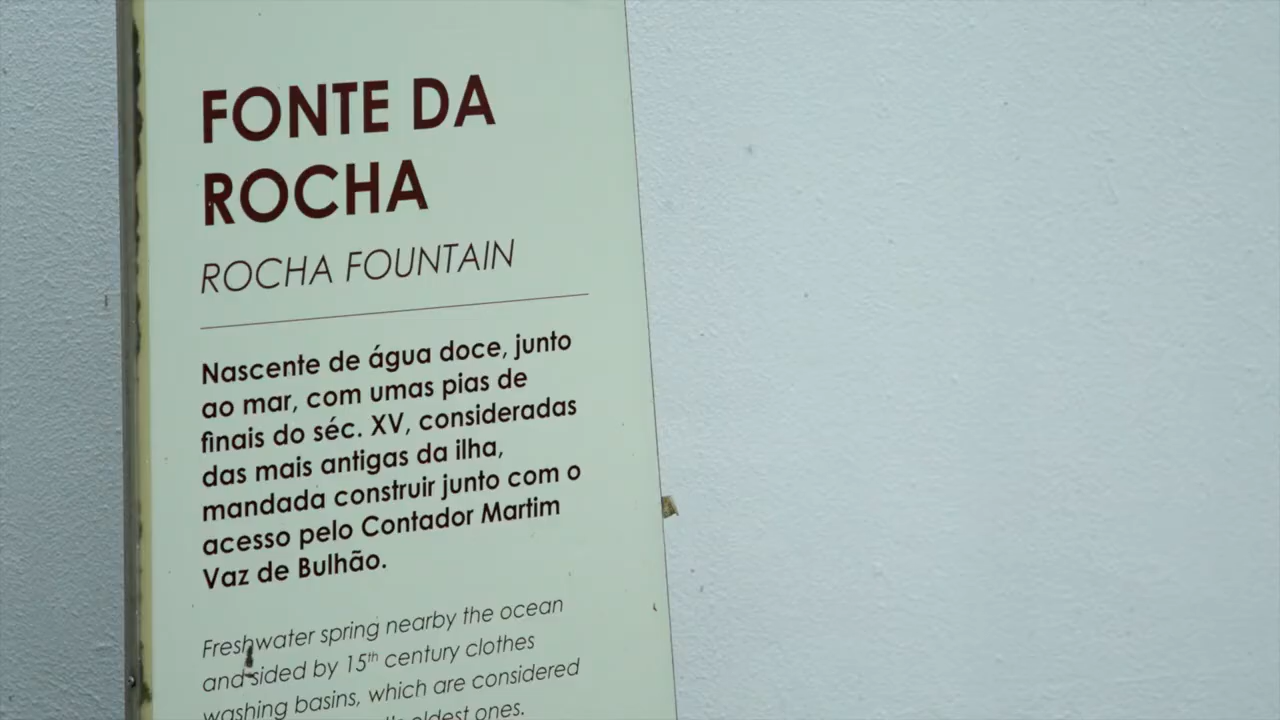 FONTE DA
ROCHA
ROCHA FOUNTAIN
Nascente de água doce, junto
ao mar, com umas pias de
finais do séc. XV, consideradas
das mais antigas da ilha,
mandada construir junto com o
acesso pelo Contador Martim
Vaz de Bulhão.
Freshwater spring nearby the ocean
and sided by 15th century clothes
washing basins, which are considered
oldest ones.